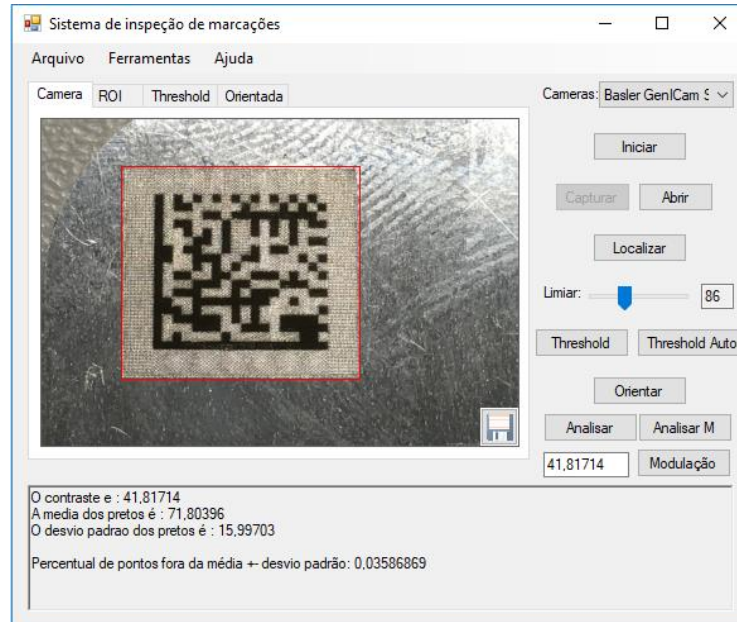 Sistema de inspeção de marcações
Arquivo Ferramentas Ajuda
Camera ROI Threshold Orientada
Cameras: Basler GenICam S
Iniciar
Capturar Abrir
Localizar
Limiar: 86
Threshold Threshold Auto
Orientar
Analisar Analisar M
41,81714 Modulação
O contraste e : 41,81714
A media dos pretos é : 71,80396
O desvio padrao dos pretos é : 15,99703
Percentual de pontos fora da média +- desvio padrão: 0,03586869